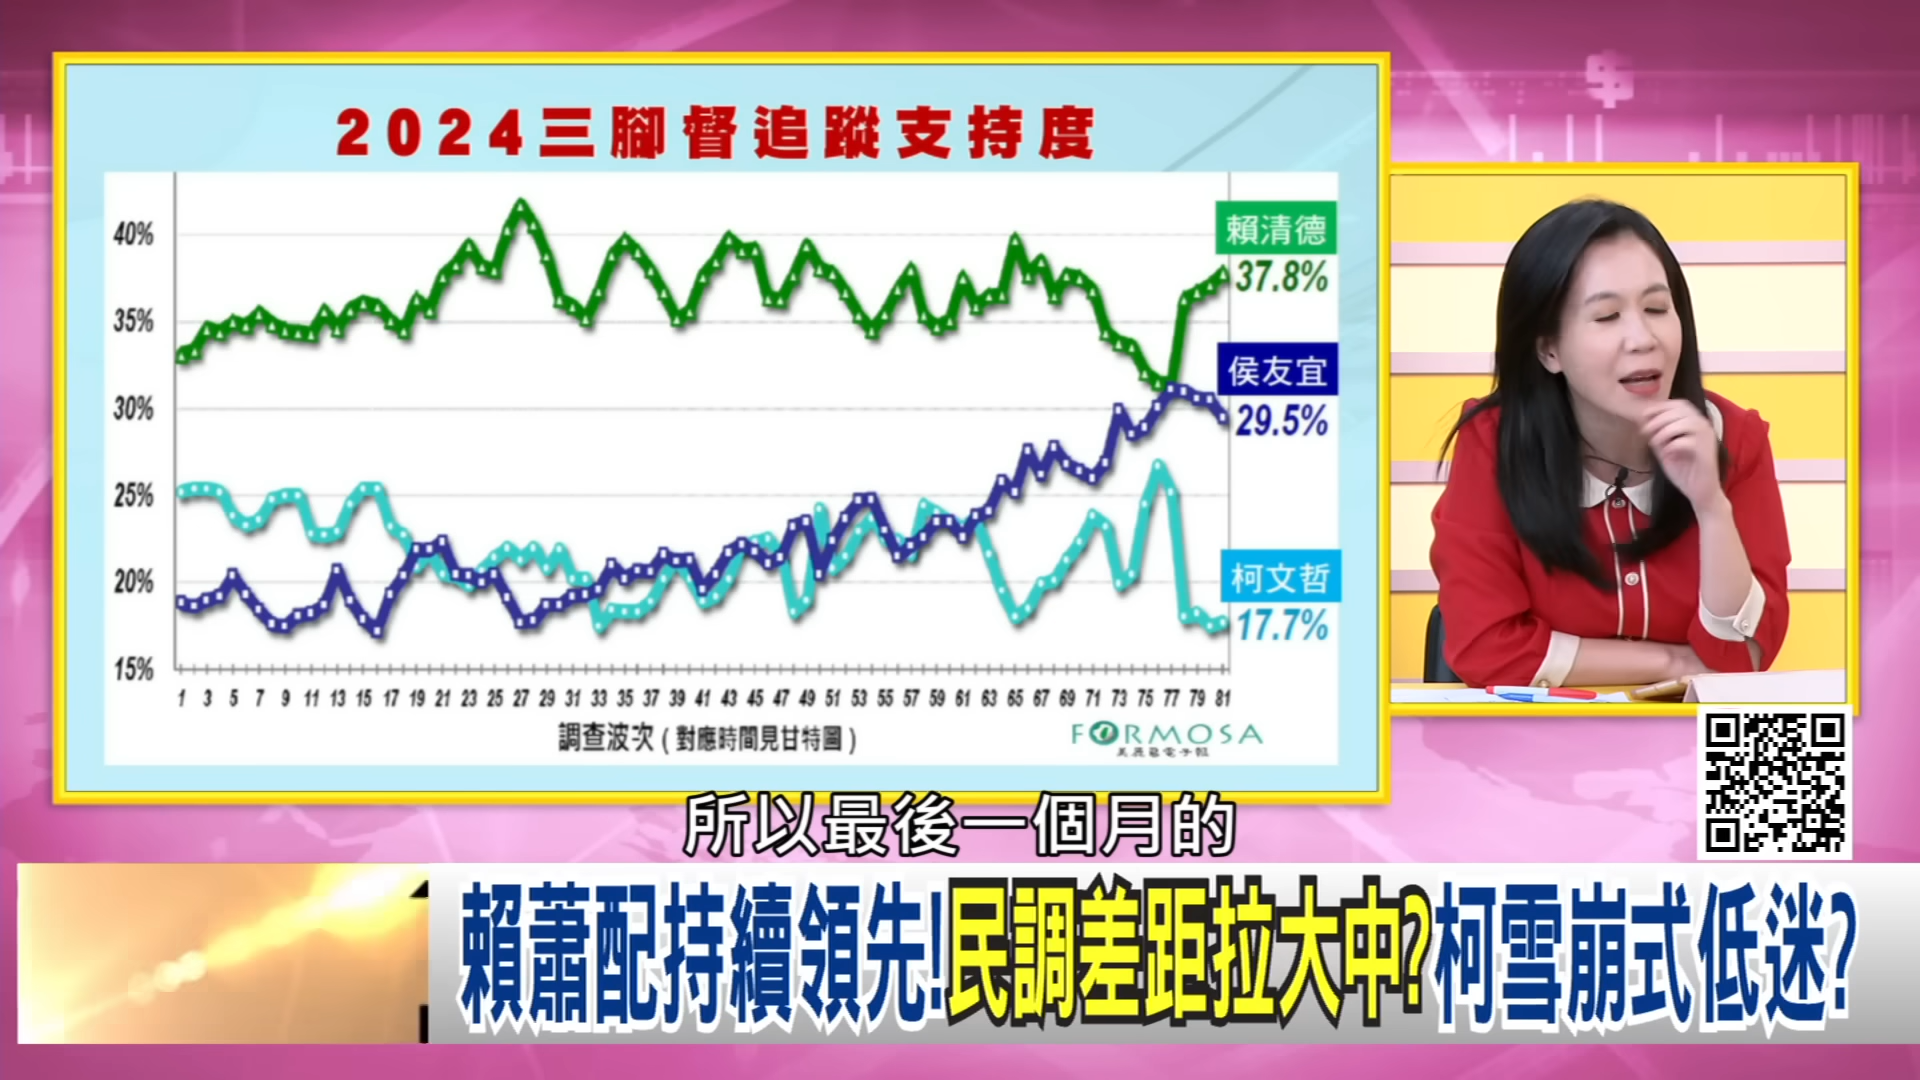 2024三腳督追蹤支持度
40%
35%
30%
25%
20%
15%
賴清德
37.8%
侯友宜
29.5%
柯文哲
17.7%
1 3 5 7 9 11 13 15 17 19 21 23 25 27 29 31 33 35 37 39 41 43 45 47 49 51 53 55 57 59 61 63 65 67 69 71 73 75 77 79 81
調查波次(對應時間見甘特圖)
FORMOSA
美麗島電子報
所以最後一個月的
賴蕭配持續領先!民調差距拉大中?柯雪崩式低迷?